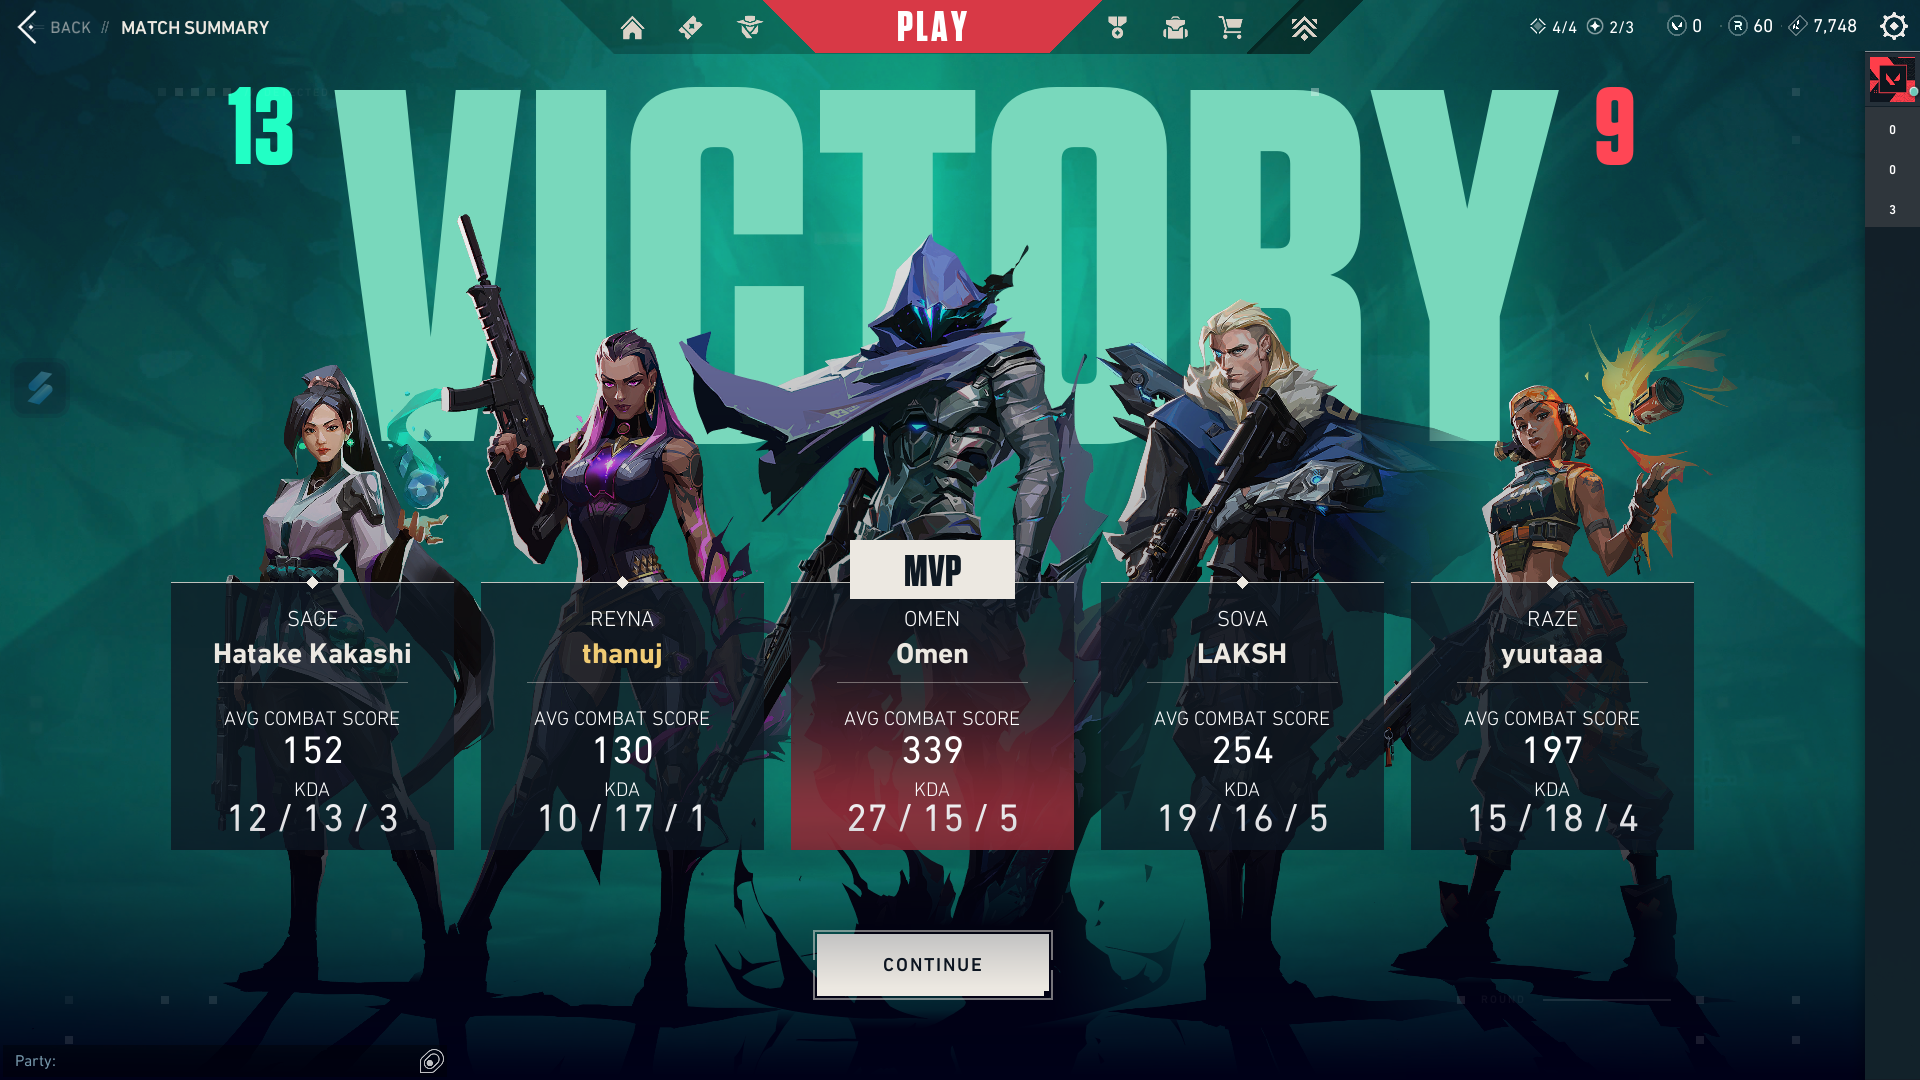 BACK // MATCH SUMMARY
PLAY
4/4 2/3 0 R 60 7,748
13 VICTORY 9
0
0
3
MVP
SAGE
Hatake Kakashi
AVG COMBAT SCORE
152
KDA
12 / 13 / 3
REYNA
thanuj
AVG COMBAT SCORE
130
KDA
10 / 17 / 1
OMEN
Omen
AVG COMBAT SCORE
339
KDA
27 / 15 / 5
SOVA
LAKSH
AVG COMBAT SCORE
254
KDA
19 / 16 / 5
RAZE
yuutaaa
AVG COMBAT SCORE
197
KDA
15 / 18 / 4
CONTINUE
ROUND
Party: